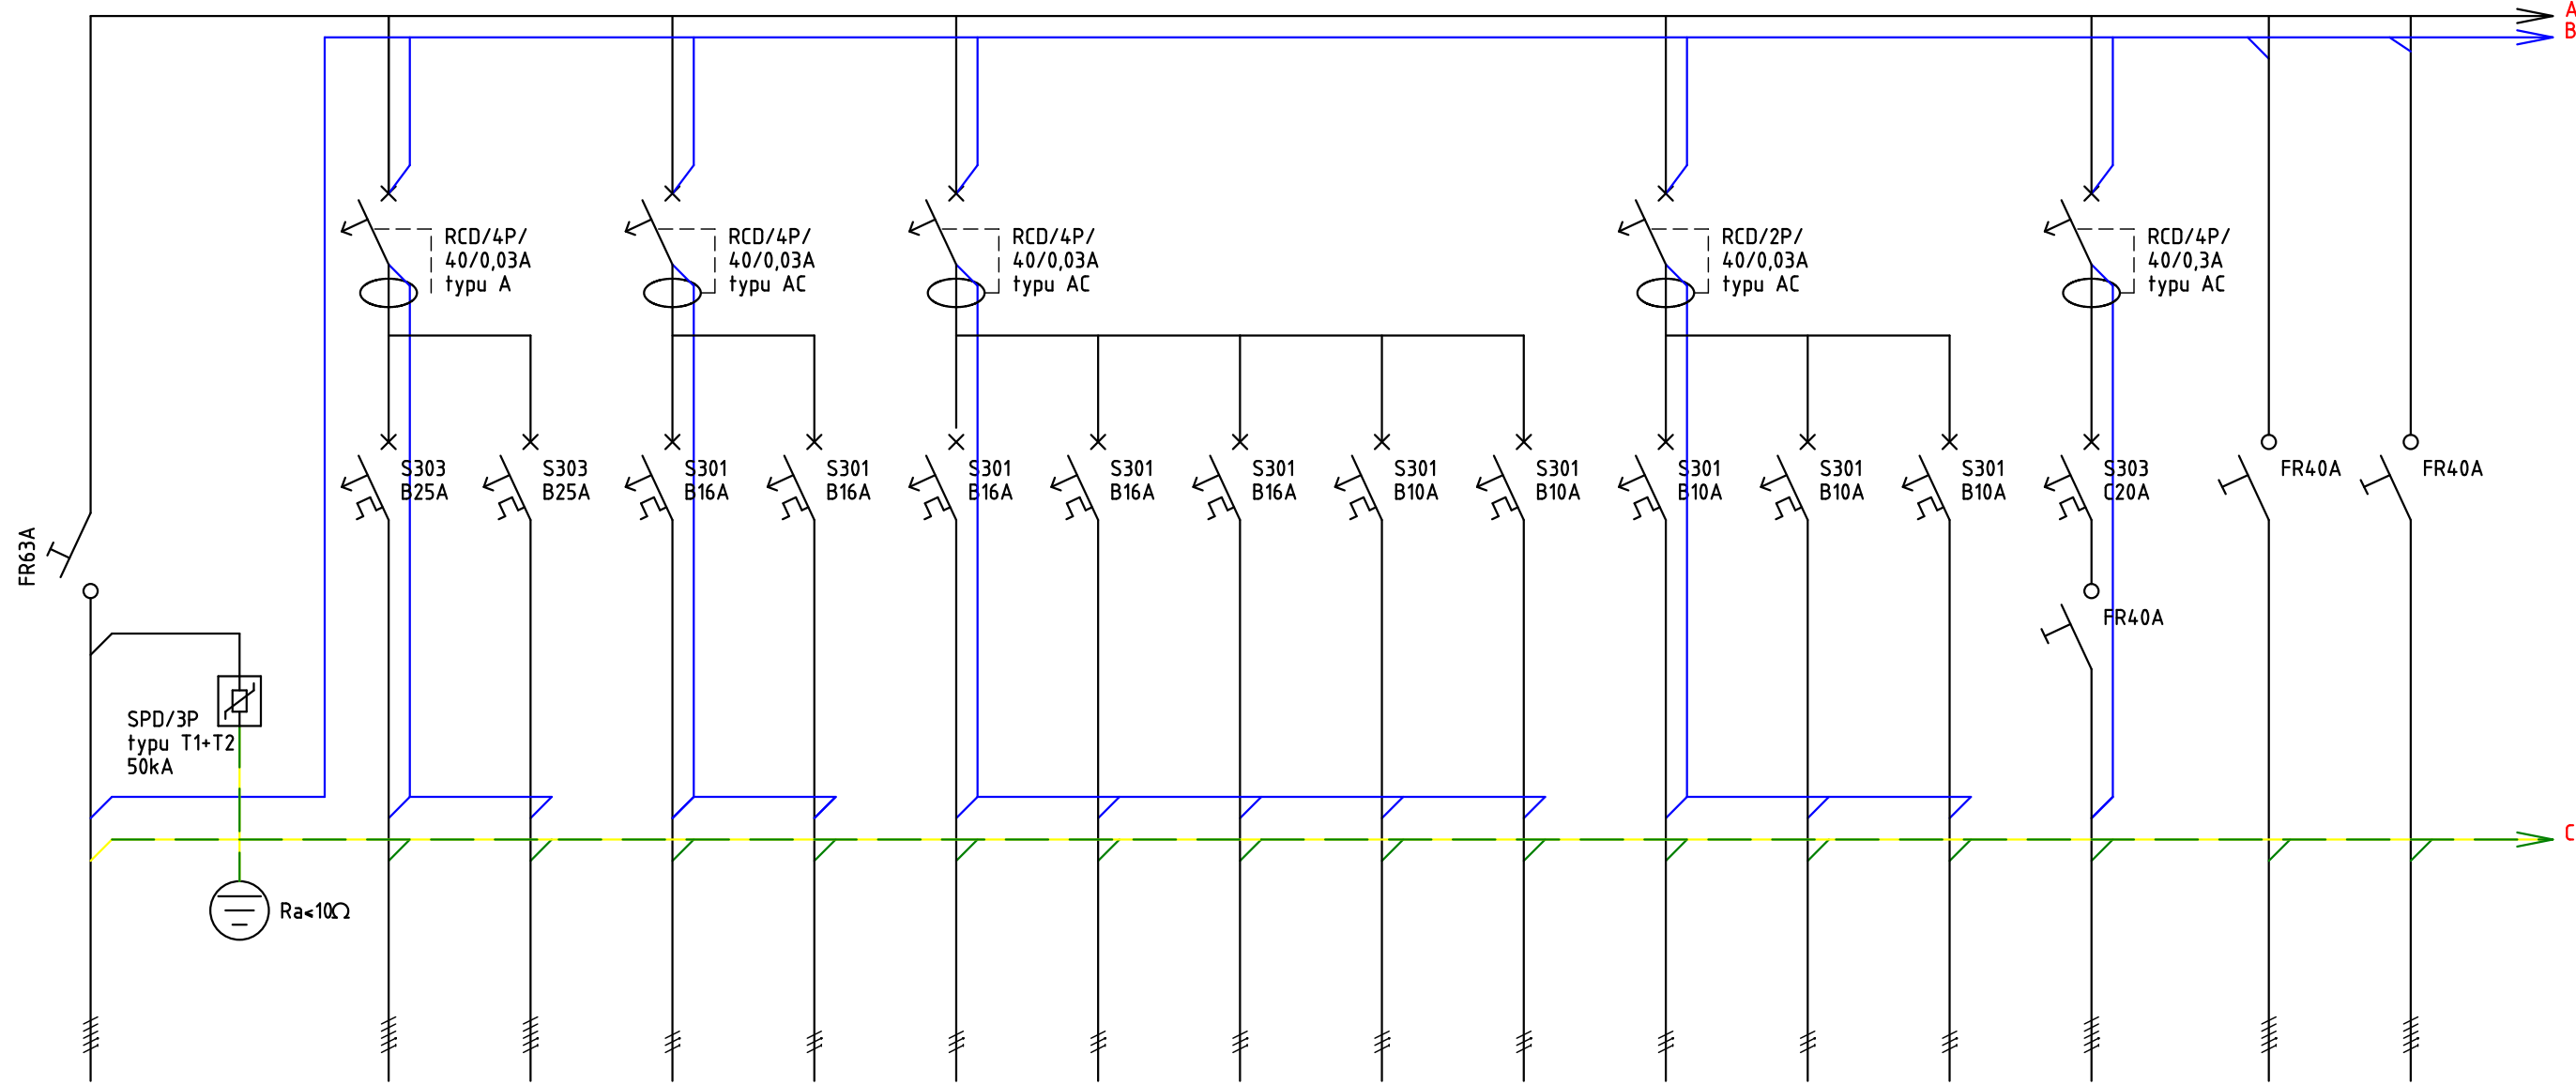 A
B
RCD/4P/
40/0,03A
typu A
RCD/4P/
40/0,03A
typu AC
RCD/4P/
40/0,03A
typu AC
RCD/2P/
40/0,03A
typu AC
RCD/4P/
40/0,3A
typu AC
S303
B25A
S303
B25A
S301
B16A
S301
B16A
S301
B16A
S301
B16A
S301
B16A
S301
B10A
S301
B10A
S301
B10A
S301
B10A
S301
B10A
S303
C20A
FR40A
FR40A
FR63A
FR40A
SPD/3P
typu T1+T2
50kA
C
Ra<10Ω